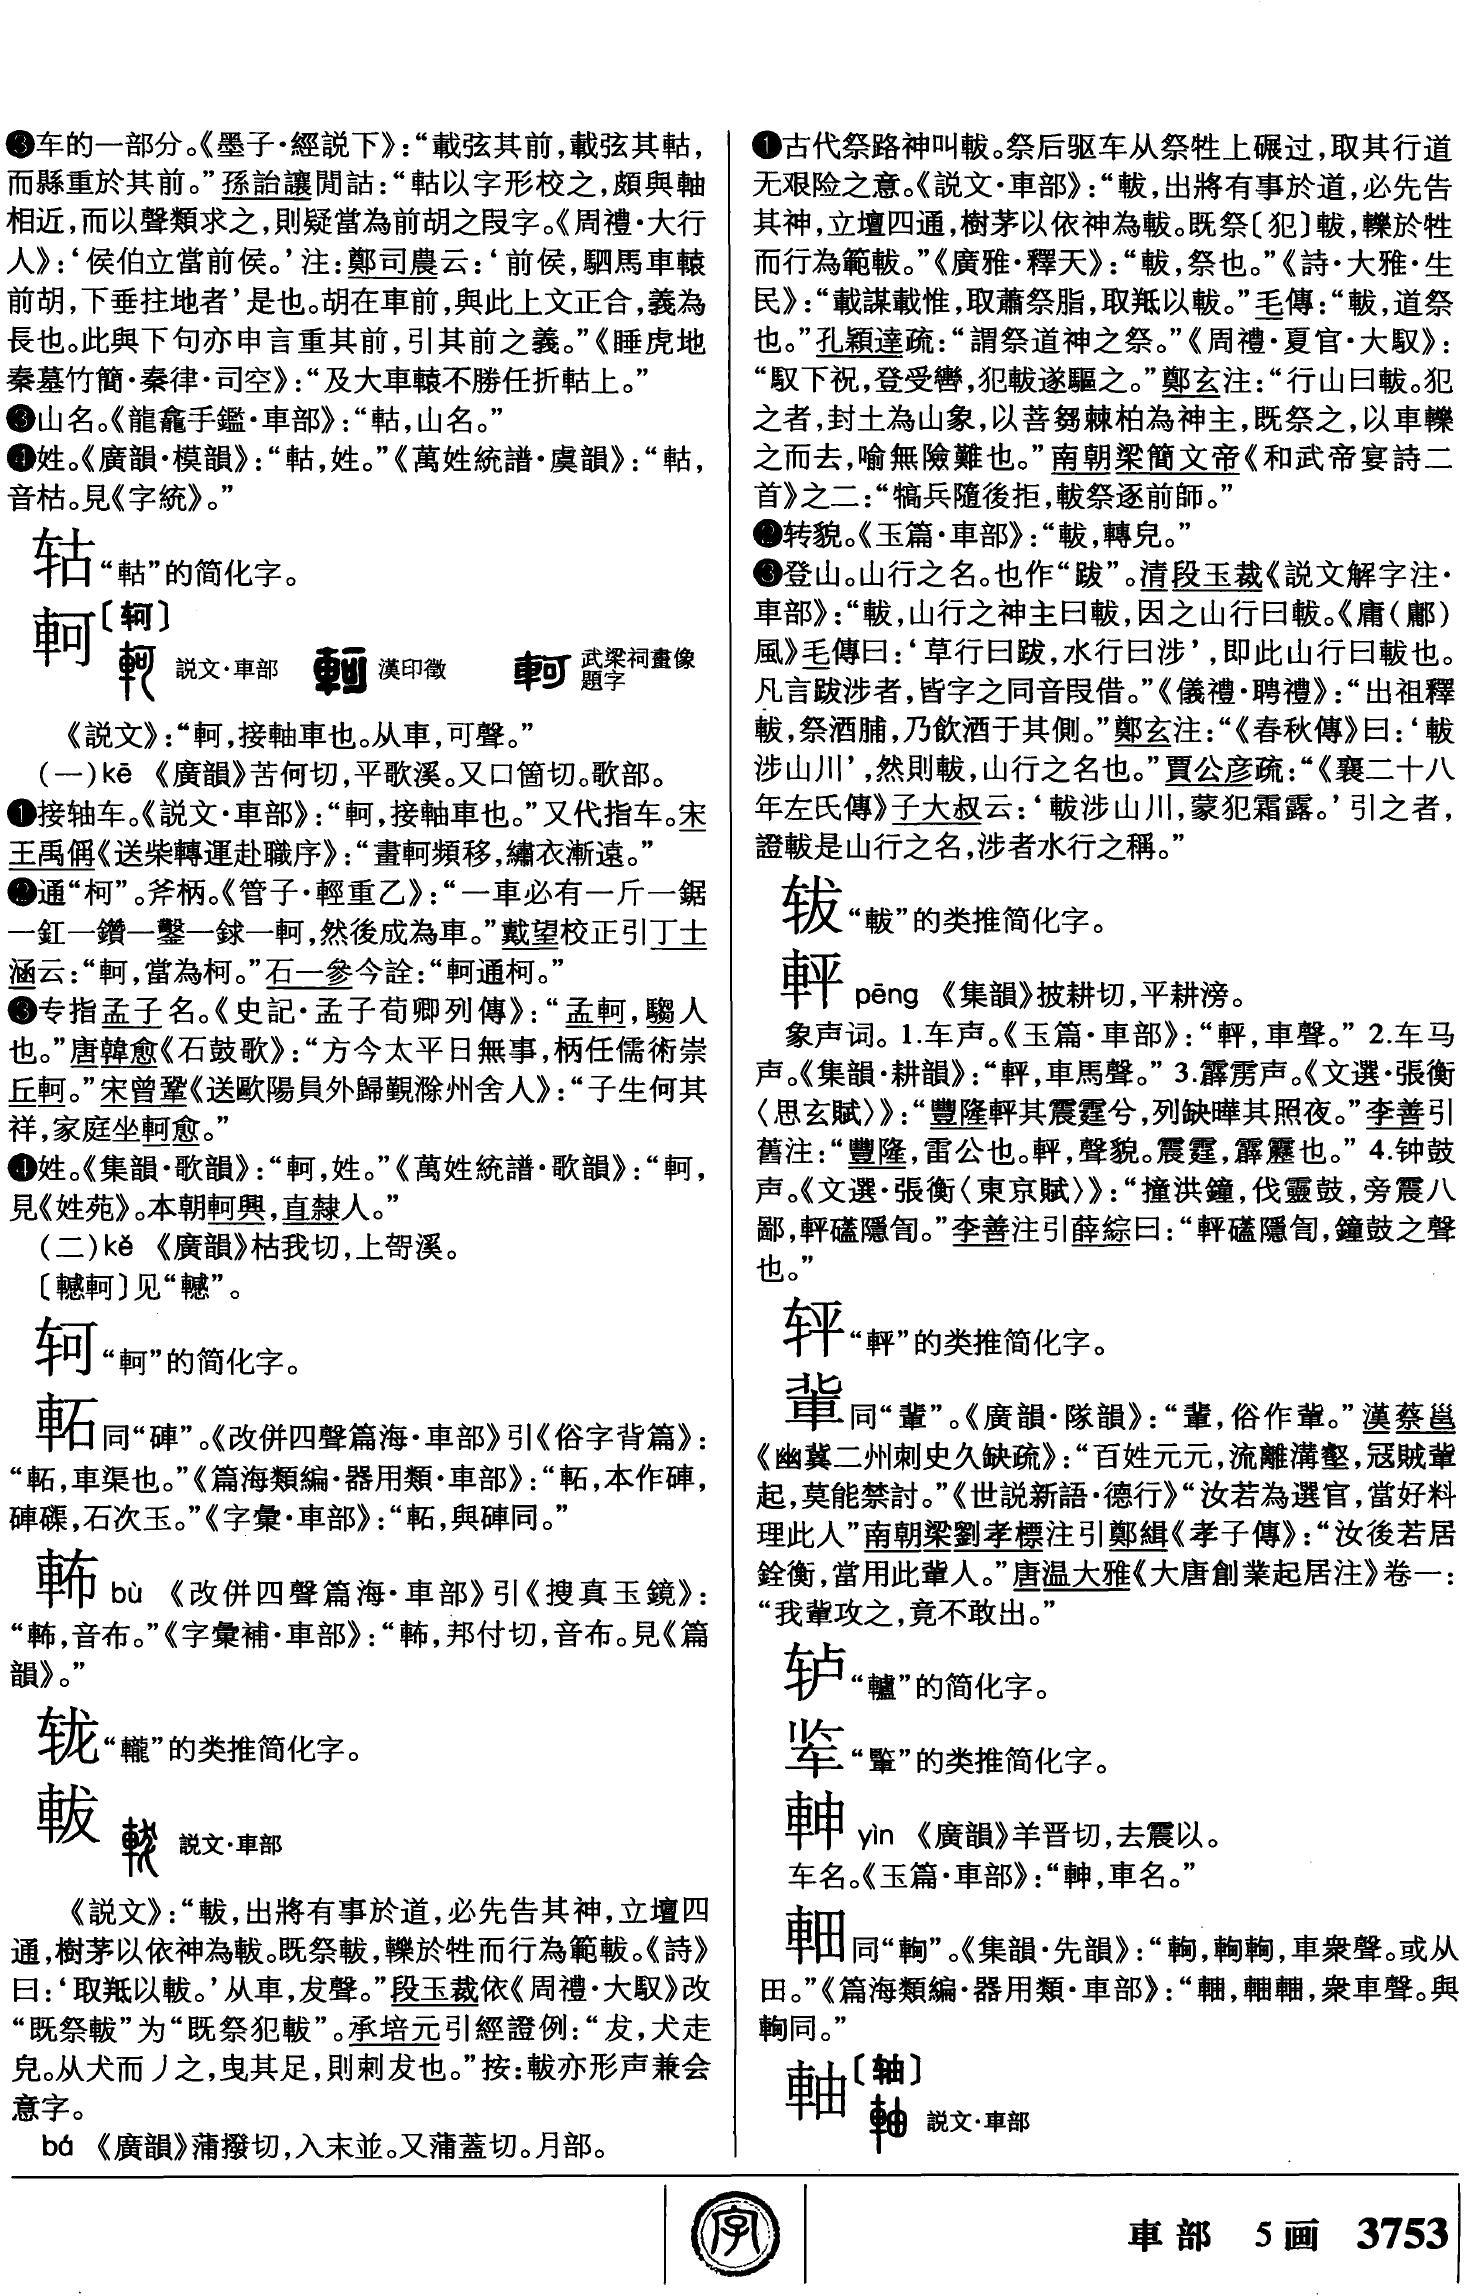 ❸车的一部分。《墨子·經説下》:“載弦其前,載弦其軲,
而縣重於其前。”孫詒讓閒詁:“軲以字形校之,頗與軸
相近,而以聲類求之,則疑當為前胡之叚字。《周禮·大行
人》:‘侯伯立當前侯。’注:鄭司農云:‘前侯,駟馬車轅
前胡,下垂拄地者’是也。胡在車前,與此上文正合,義為
長也。此與下句亦申言重其前,引其前之義。”《睡虎地
秦墓竹簡·秦律·司空》:“及大車轅不勝任折軲上。”
❸山名。《龍龕手鑑·車部》:“軲,山名。”
❹姓。《廣韻·模韻》:“軲,姓。”《萬姓統譜·虞韻》:“軲,
音枯。見《字統》。”
轱“軲”的简化字。
軻〔轲〕
軻 説文·車部 軻 漢印徵 軻 武梁祠畫像題字
《説文》:“軻,接軸車也。从車,可聲。”
(一)kē 《廣韻》苦何切,平歌溪。又口箇切。歌部。
❶接轴车。《説文·車部》:“軻,接軸車也。”又代指车。宋
王禹偁《送柴轉運赴職序》:“畫軻頻移,繡衣漸遠。”
❷通“柯”。斧柄。《管子·輕重乙》:“一車必有一斤一鋸
一釭一鑽一鑿一銶一軻,然後成為車。”戴望校正引丁士
涵云:“軻,當為柯。”石一參今詮:“軻通柯。”
❸专指孟子名。《史記·孟子荀卿列傳》:“孟軻,騶人
也。”唐韓愈《石鼓歌》:“方今太平日無事,柄任儒術崇
丘軻。”宋曾鞏《送歐陽員外歸覲滁州舍人》:“子生何其
祥,家庭坐軻愈。”
❹姓。《集韻·歌韻》:“軻,姓。”《萬姓統譜·歌韻》:“軻,
見《姓苑》。本朝軻興,直隸人。”
(二)kě 《廣韻》枯我切,上哿溪。
〔轗軻〕见“轗”。
轲“軻”的简化字。
䡂同“硨”。《改併四聲篇海·車部》引《俗字背篇》:
“䡂,車渠也。”《篇海類編·器用類·車部》:“䡂,本作硨,
硨磲,石次玉。”《字彙·車部》:“䡂,與硨同。”
䩉 bù 《改併四聲篇海·車部》引《搜真玉鏡》:
,音布。”《字彙補·車部》:,邦付切,音布。見《篇
韻》。”
“轣”的类推简化字。
軷
軷 説文·車部
《説文》:“軷,出將有事於道,必先告其神,立壇四
通,樹茅以依神為軷。既祭軷,轢於牲而行為範軷。《詩》
曰:‘取羝以軷。’从車,犮聲。”段玉裁依《周禮·大馭》改
“既祭軷”为“既祭犯軷”。承培元引經證例:“犮,犬走
皃。从犬而丿之,曳其足,則剌犮也。”按:軷亦形声兼会
意字。
bá 《廣韻》蒲撥切,入末並。又蒲蓋切。月部。
❶古代祭路神叫軷。祭后驱车从祭牲上碾过,取其行道
无艰险之意。《説文·車部》:“軷,出將有事於道,必先告
其神,立壇四通,樹茅以依神為軷。既祭〔犯〕軷,轢於牲
而行為範軷。”《廣雅·釋天》:“軷,祭也。”《詩·大雅·生
民》:“載謀載惟,取蕭祭脂,取羝以軷。”毛傳:“軷,道祭
也。”孔穎達疏:“謂祭道神之祭。”《周禮·夏官·大馭》:
“馭下祝,登受轡,犯軷遂驅之。”鄭玄注:“行山曰軷。犯
之者,封土為山象,以菩芻棘柏為神主,既祭之,以車轢
之而去,喻無險難也。”南朝梁簡文帝《和武帝宴詩二
首》之二:“犒兵隨後拒,軷祭逐前師。”
❷转貌。《玉篇·車部》:“軷,轉皃。”
❸登山。山行之名。也作“跋”。清段玉裁《説文解字注·
車部》:“軷,山行之神主曰軷,因之山行曰軷。《庸(鄘)
風》毛傳曰:‘草行曰跋,水行曰涉’,即此山行曰軷也。
凡言跋涉者,皆字之同音叚借。”《儀禮·聘禮》:“出祖釋
軷,祭酒脯,乃飲酒于其側。”鄭玄注:“《春秋傳》曰:‘軷
涉山川’,然則軷,山行之名也。”賈公彦疏:“《襄二十八
年左氏傳》子大叔云:‘軷涉山川,蒙犯霜露。’引之者,
證軷是山行之名,涉者水行之稱。”
“軷”的类推简化字。
軯 pēng 《集韻》披耕切,平耕滂。
象声词。1.车声。《玉篇·車部》:“軯,車聲。”2.车马
声。《集韻·耕韻》:“軯,車馬聲。”3.霹雳声。《文選·張衡
〈思玄賦〉》:“豐隆軯其震霆兮,列缺曄其照夜。”李善引
舊注:“豐隆,雷公也。軯,聲貌。震霆,霹靂也。”4.钟鼓
声。《文選·張衡〈東京賦〉》:“撞洪鐘,伐靈鼓,旁震八
鄙,軯磕隱訇。”李善注引薛綜曰:“軯磕隱訇,鐘鼓之聲
也。”
“軯”的类推简化字。
軰同“輩”。《廣韻·隊韻》:“輩,俗作軰。”漢蔡邕
《幽冀二州刺史久缺疏》:“百姓元元,流離溝壑,寇賊軰
起,莫能禁討。”《世説新語·德行》“汝若為選官,當好料
理此人”南朝梁劉孝標注引鄭緝《孝子傳》:“汝後若居
銓衡,當用此軰人。”唐温大雅《大唐創業起居注》卷一:
“我軰攻之,竟不敢出。”
轳“轤”的简化字。
的类推简化字。
䡅 yìn 《廣韻》羊晋切,去震以。
车名。《玉篇·車部》:,車名。”
畇同“軥”。《集韻·先韻》:車衆聲。或从
田。”《篇海類編·器用類·車部》:衆車聲。與
同。”
軸〔轴〕
軸 説文·車部
字
車部 5画 3753